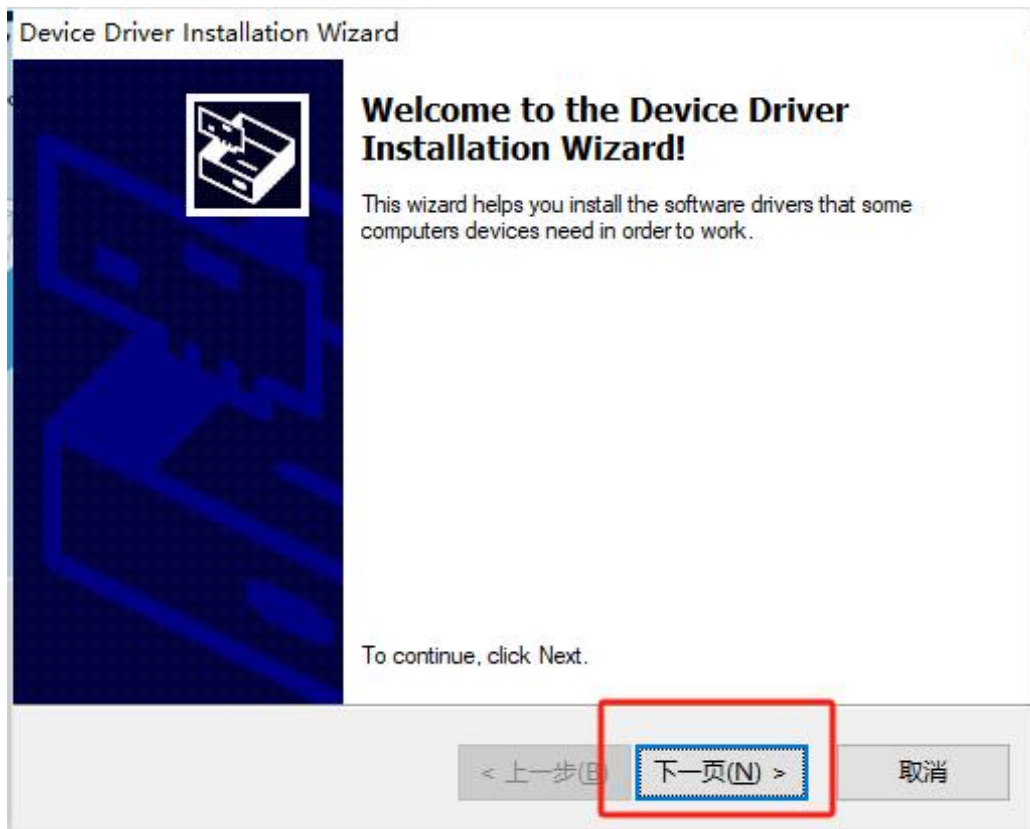 Device Driver Installation Wizard
Welcome to the Device Driver
Installation Wizard!
This wizard helps you install the software drivers that some
computers devices need in order to work.
To continue, click Next.
< 上一步(B)
下一页(N) >
取消